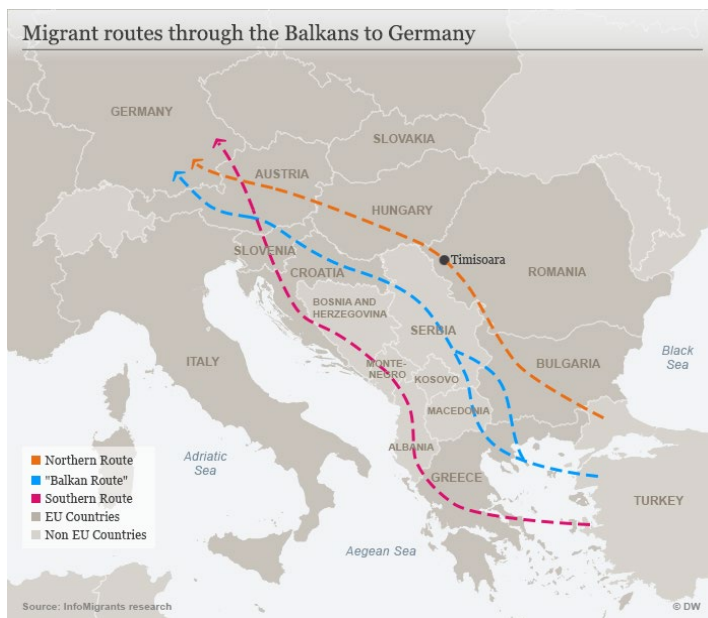 Migrant routes through the Balkans to Germany
GERMANY
SLOVAKIA
AUSTRIA
HUNGARY
SLOVENIA
Timisoara
CROATIA
ROMANIA
BOSNIA AND
HERZEGOVINA
SERBIA
Black
Sea
ITALY
MONTE-
NEGRO
BULGARIA
KOSOVO
MACEDONIA
ALBANIA
Adriatic
Sea
GREECE
TURKEY
Northern Route
"Balkan Route"
Southern Route
EU Countries
Non EU Countries
Aegean Sea
Source: InfoMigrants research
© DW